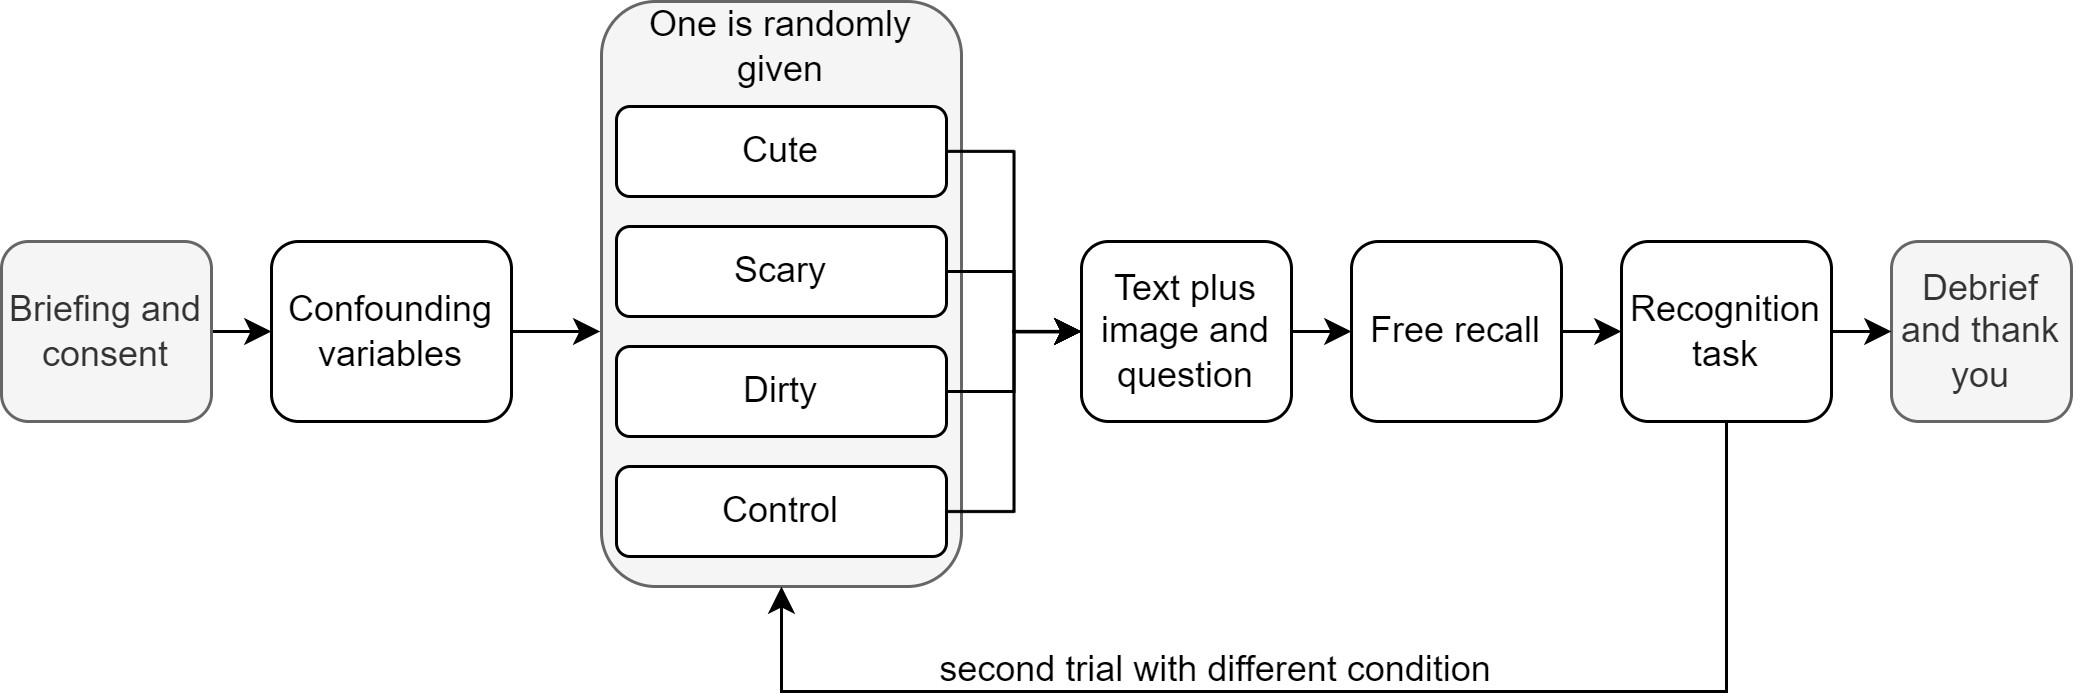 Briefing and
consent
Confounding
variables
One is randomly
given
Cute
Scary
Dirty
Control
Text plus
image and
question
Free recall
Recognition
task
Debrief
and thank
you
second trial with different condition